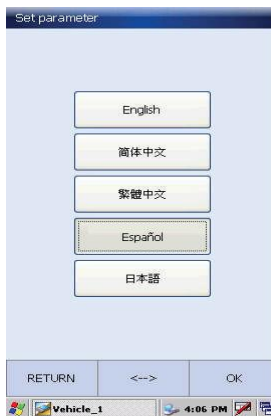 Set parameter
English
简体中文
繁體中文
Español
日本語
RETURN <--> OK
Vehicle_1 4:06 PM